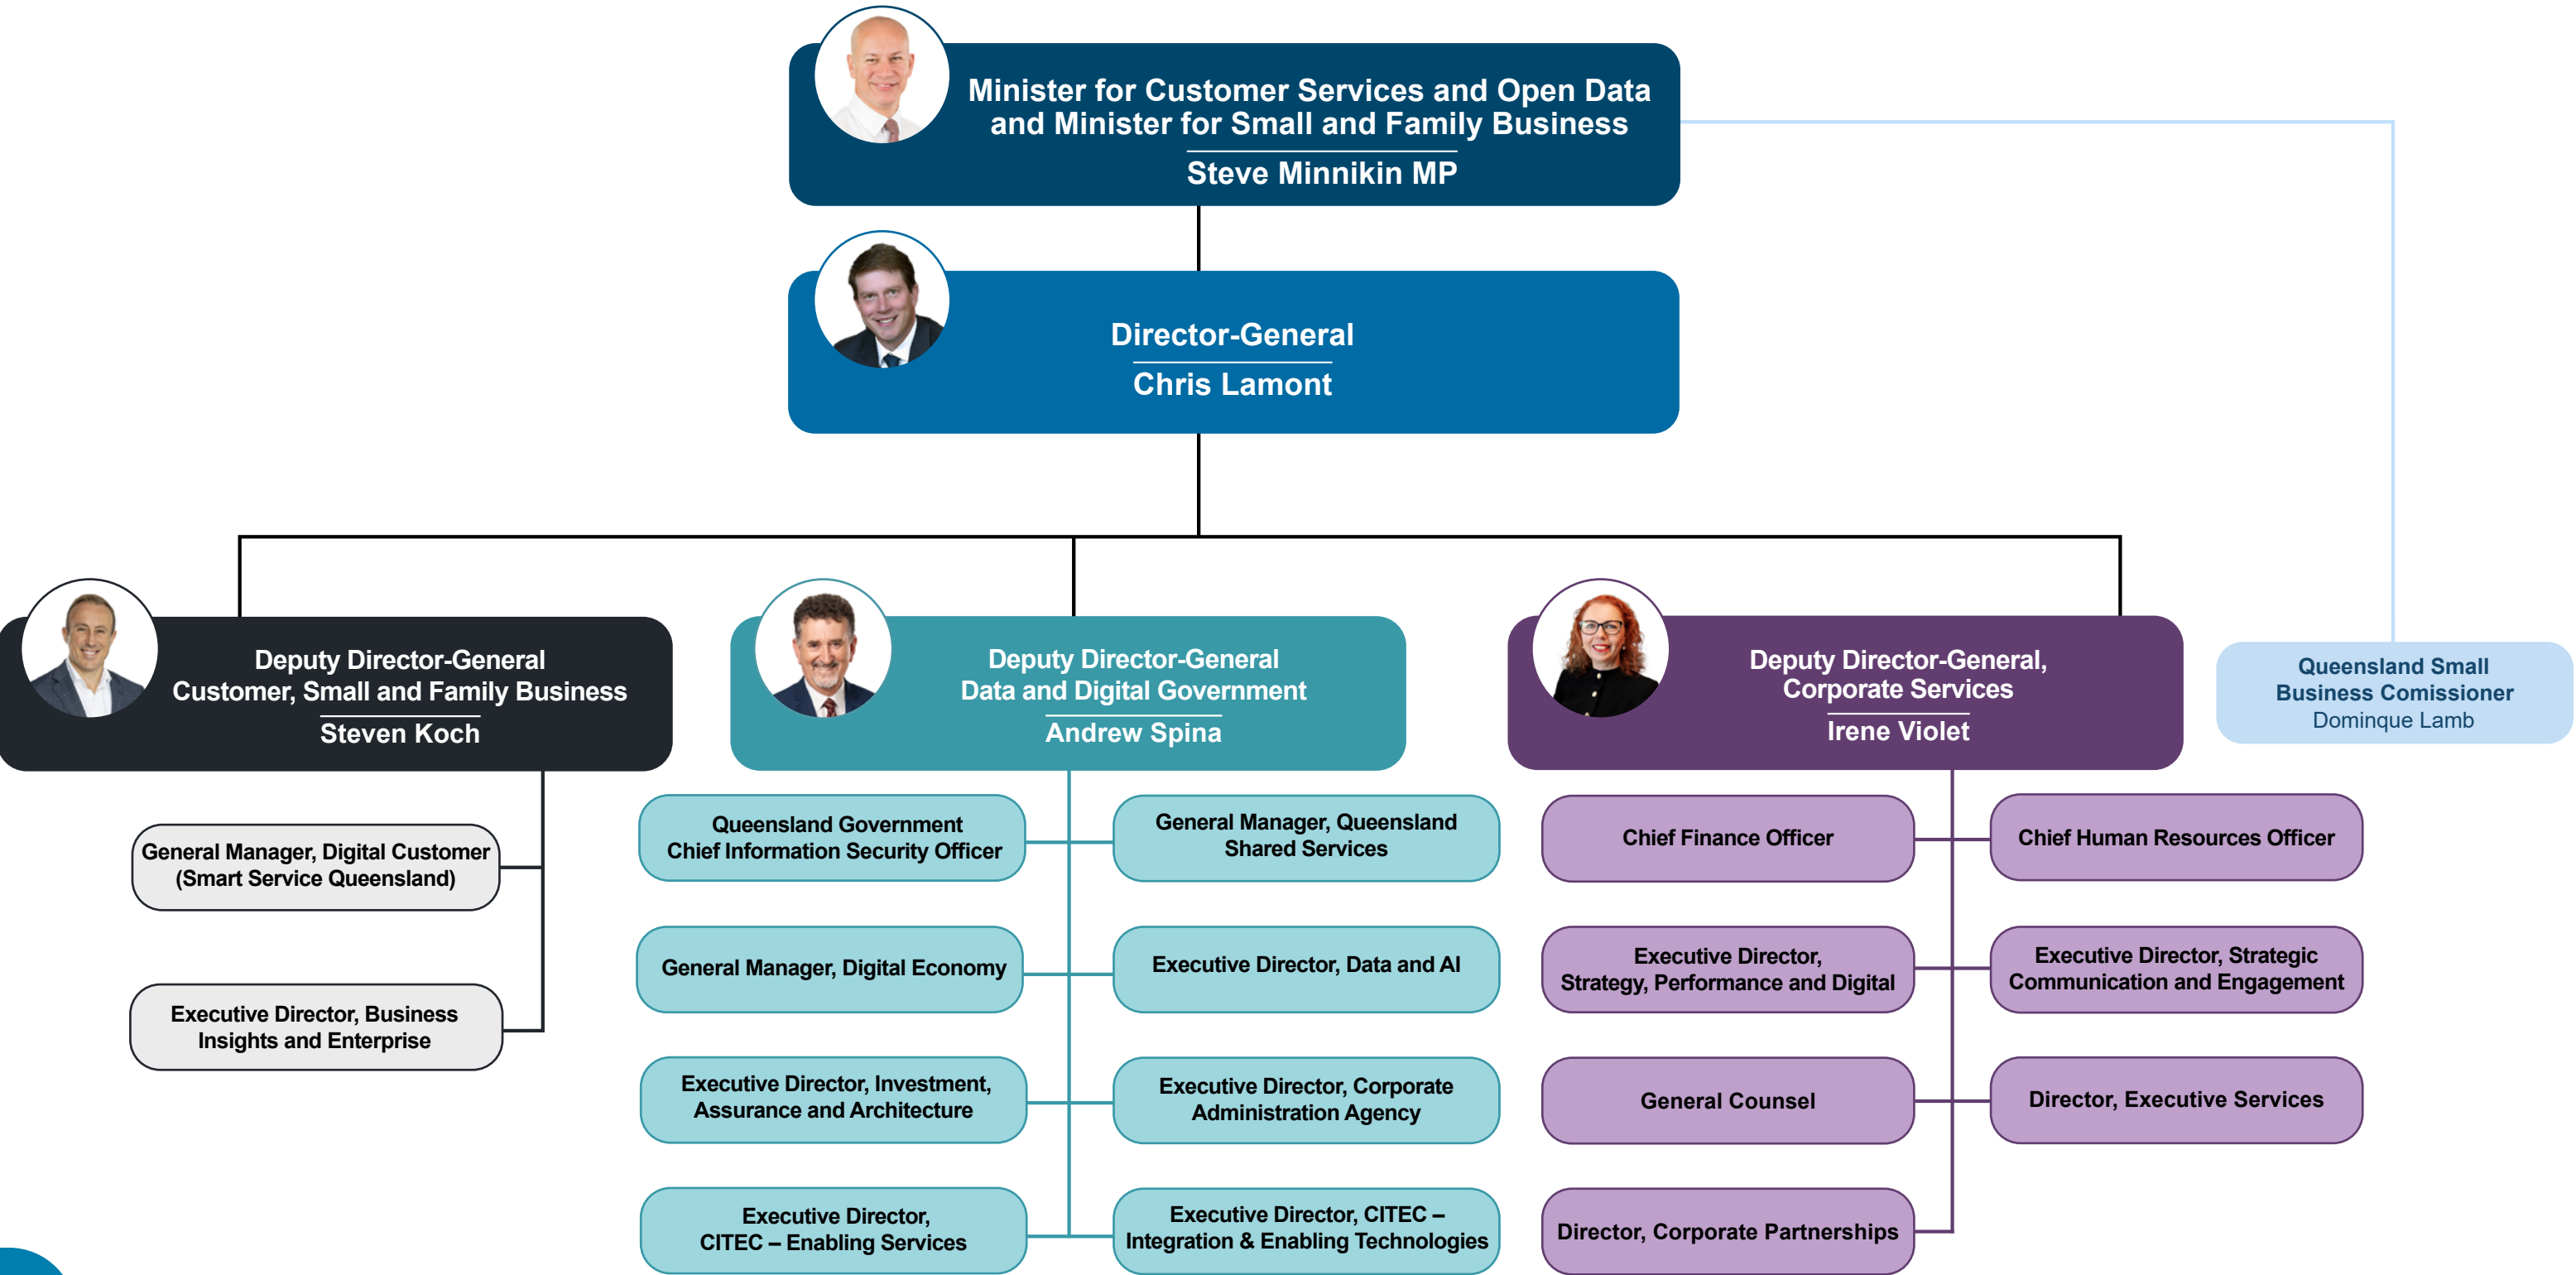 Minister for Customer Services and Open Data
and Minister for Small and Family Business
Steve Minnikin MP
Director-General
Chris Lamont
Deputy Director-General
Customer, Small and Family Business
Steven Koch
General Manager, Digital Customer
(Smart Service Queensland)
Executive Director, Business
Insights and Enterprise
Deputy Director-General
Data and Digital Government
Andrew Spina
Queensland Government
Chief Information Security Officer
General Manager, Queensland
Shared Services
General Manager, Digital Economy
Executive Director, Data and AI
Executive Director, Investment,
Assurance and Architecture
Executive Director, Corporate
Administration Agency
Executive Director,
CITEC – Enabling Services
Executive Director, CITEC –
Integration & Enabling Technologies
Deputy Director-General,
Corporate Services
Irene Violet
Chief Finance Officer
Chief Human Resources Officer
Executive Director,
Strategy, Performance and Digital
Executive Director, Strategic
Communication and Engagement
General Counsel
Director, Executive Services
Director, Corporate Partnerships
Queensland Small
Business Comissioner
Dominque Lamb